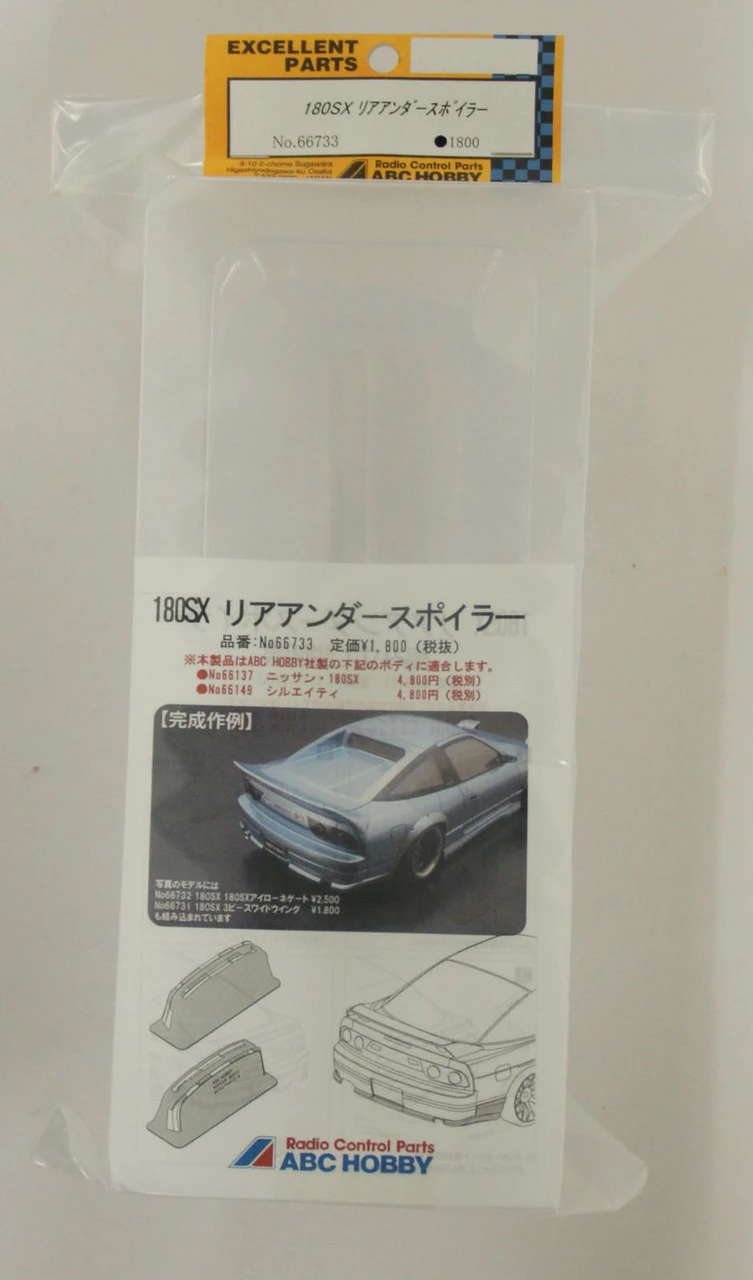 EXCELLENT
PARTS
180SX リアアンダースポイラー
No.66733 ●1800
Radio Control Parts
ABC HOBBY
180SX リアアンダースポイラー
品番:No66733 定価¥1,800(税抜)
※本製品はABC HOBBY社製の下記のボディに適合します。
●No66137 ニッサン・180SX 4,800円(税別)
●No66149 シルエイティ 4,800円(税別)
【完成作例】
写真のモデルには
No66732 180SX 180SXアイローネゲート ¥2,500
No66731 180SX 3ピースワイドウイング ¥1,800
も組み込まれています
Radio Control Parts
ABC HOBBY